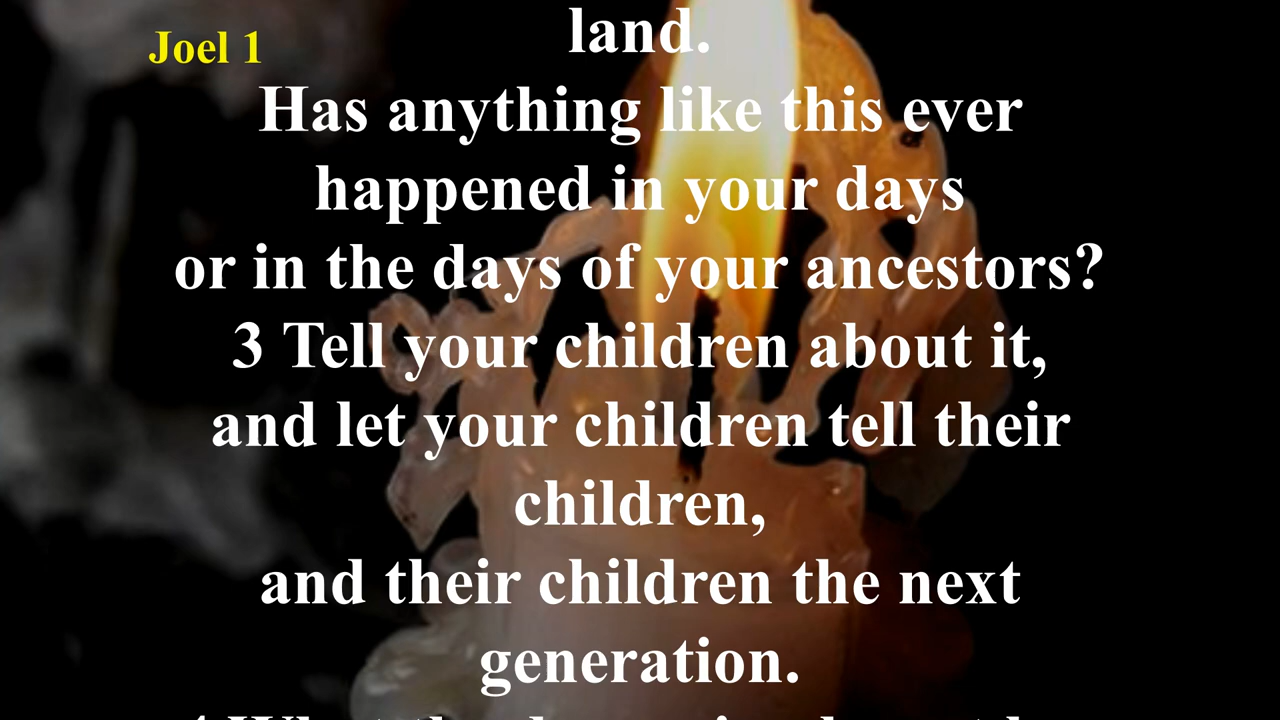 Joel 1
land.
Has anything like this ever
happened in your days
or in the days of your ancestors?
3 Tell your children about it,
and let your children tell their
children,
and their children the next
generation.